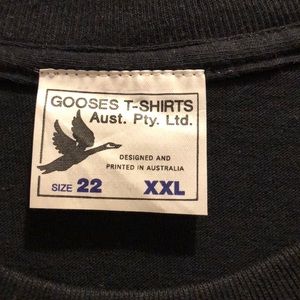 GOOSES T-SHIRTS
Aust. Pty. Ltd.
DESIGNED AND
PRINTED IN AUSTRALIA
SIZE 22 XXL